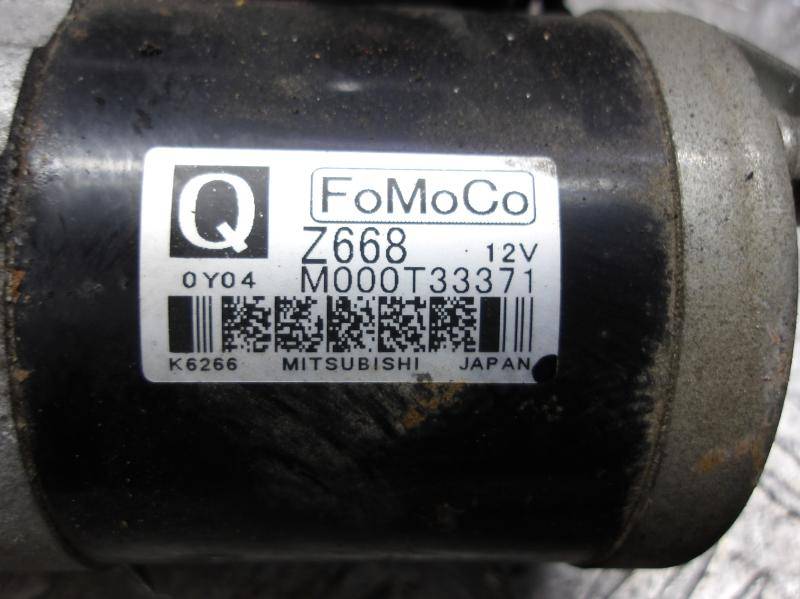 Q FoMoCo
Z668 12V
0Y04 M000T33371
K6266 MITSUBISHI JAPAN